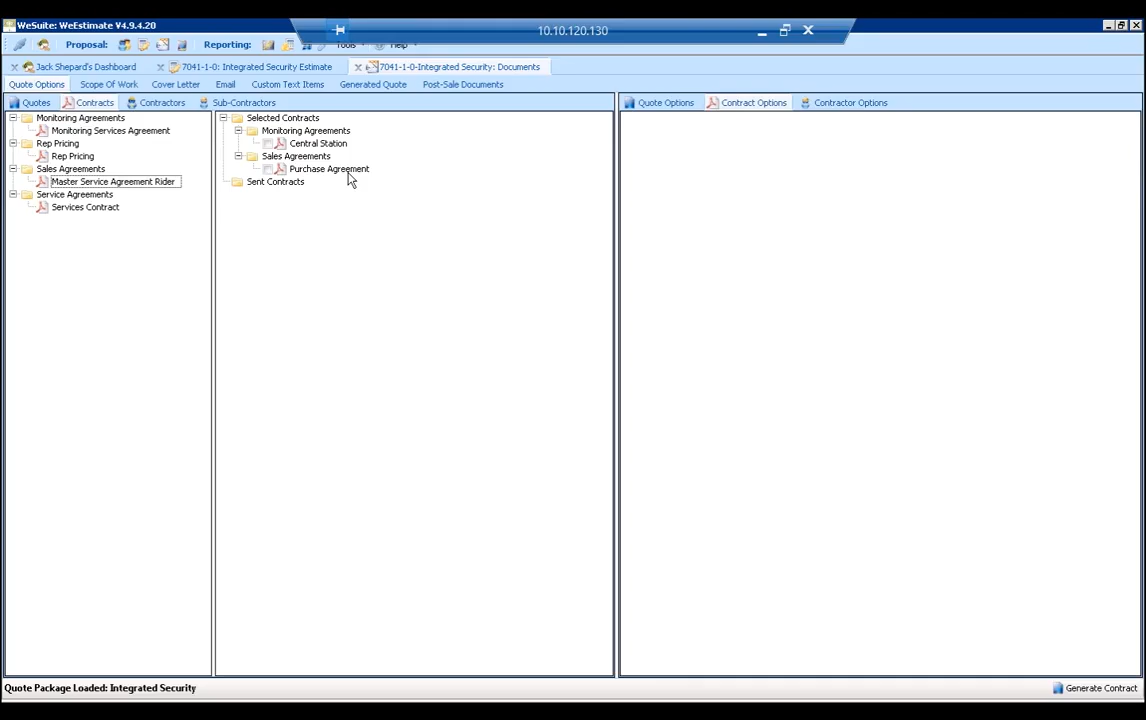 WeSuite: WeEstimate V4.9.4.20
10.10.120.130
Proposal:
Reporting:
Tools
Help
Jack Shepard's Dashboard
7041-1-0: Integrated Security Estimate
7041-1-0-Integrated Security: Documents
Quote Options
Scope Of Work
Cover Letter
Email
Custom Text Items
Generated Quote
Post-Sale Documents
Quotes
Contracts
Contractors
Sub-Contractors
Quote Options
Contract Options
Contractor Options
Monitoring Agreements
Monitoring Services Agreement
Rep Pricing
Rep Pricing
Sales Agreements
Master Service Agreement Rider
Service Agreements
Services Contract
Selected Contracts
Monitoring Agreements
Central Station
Sales Agreements
Purchase Agreement
Sent Contracts
Quote Package Loaded: Integrated Security
Generate Contract